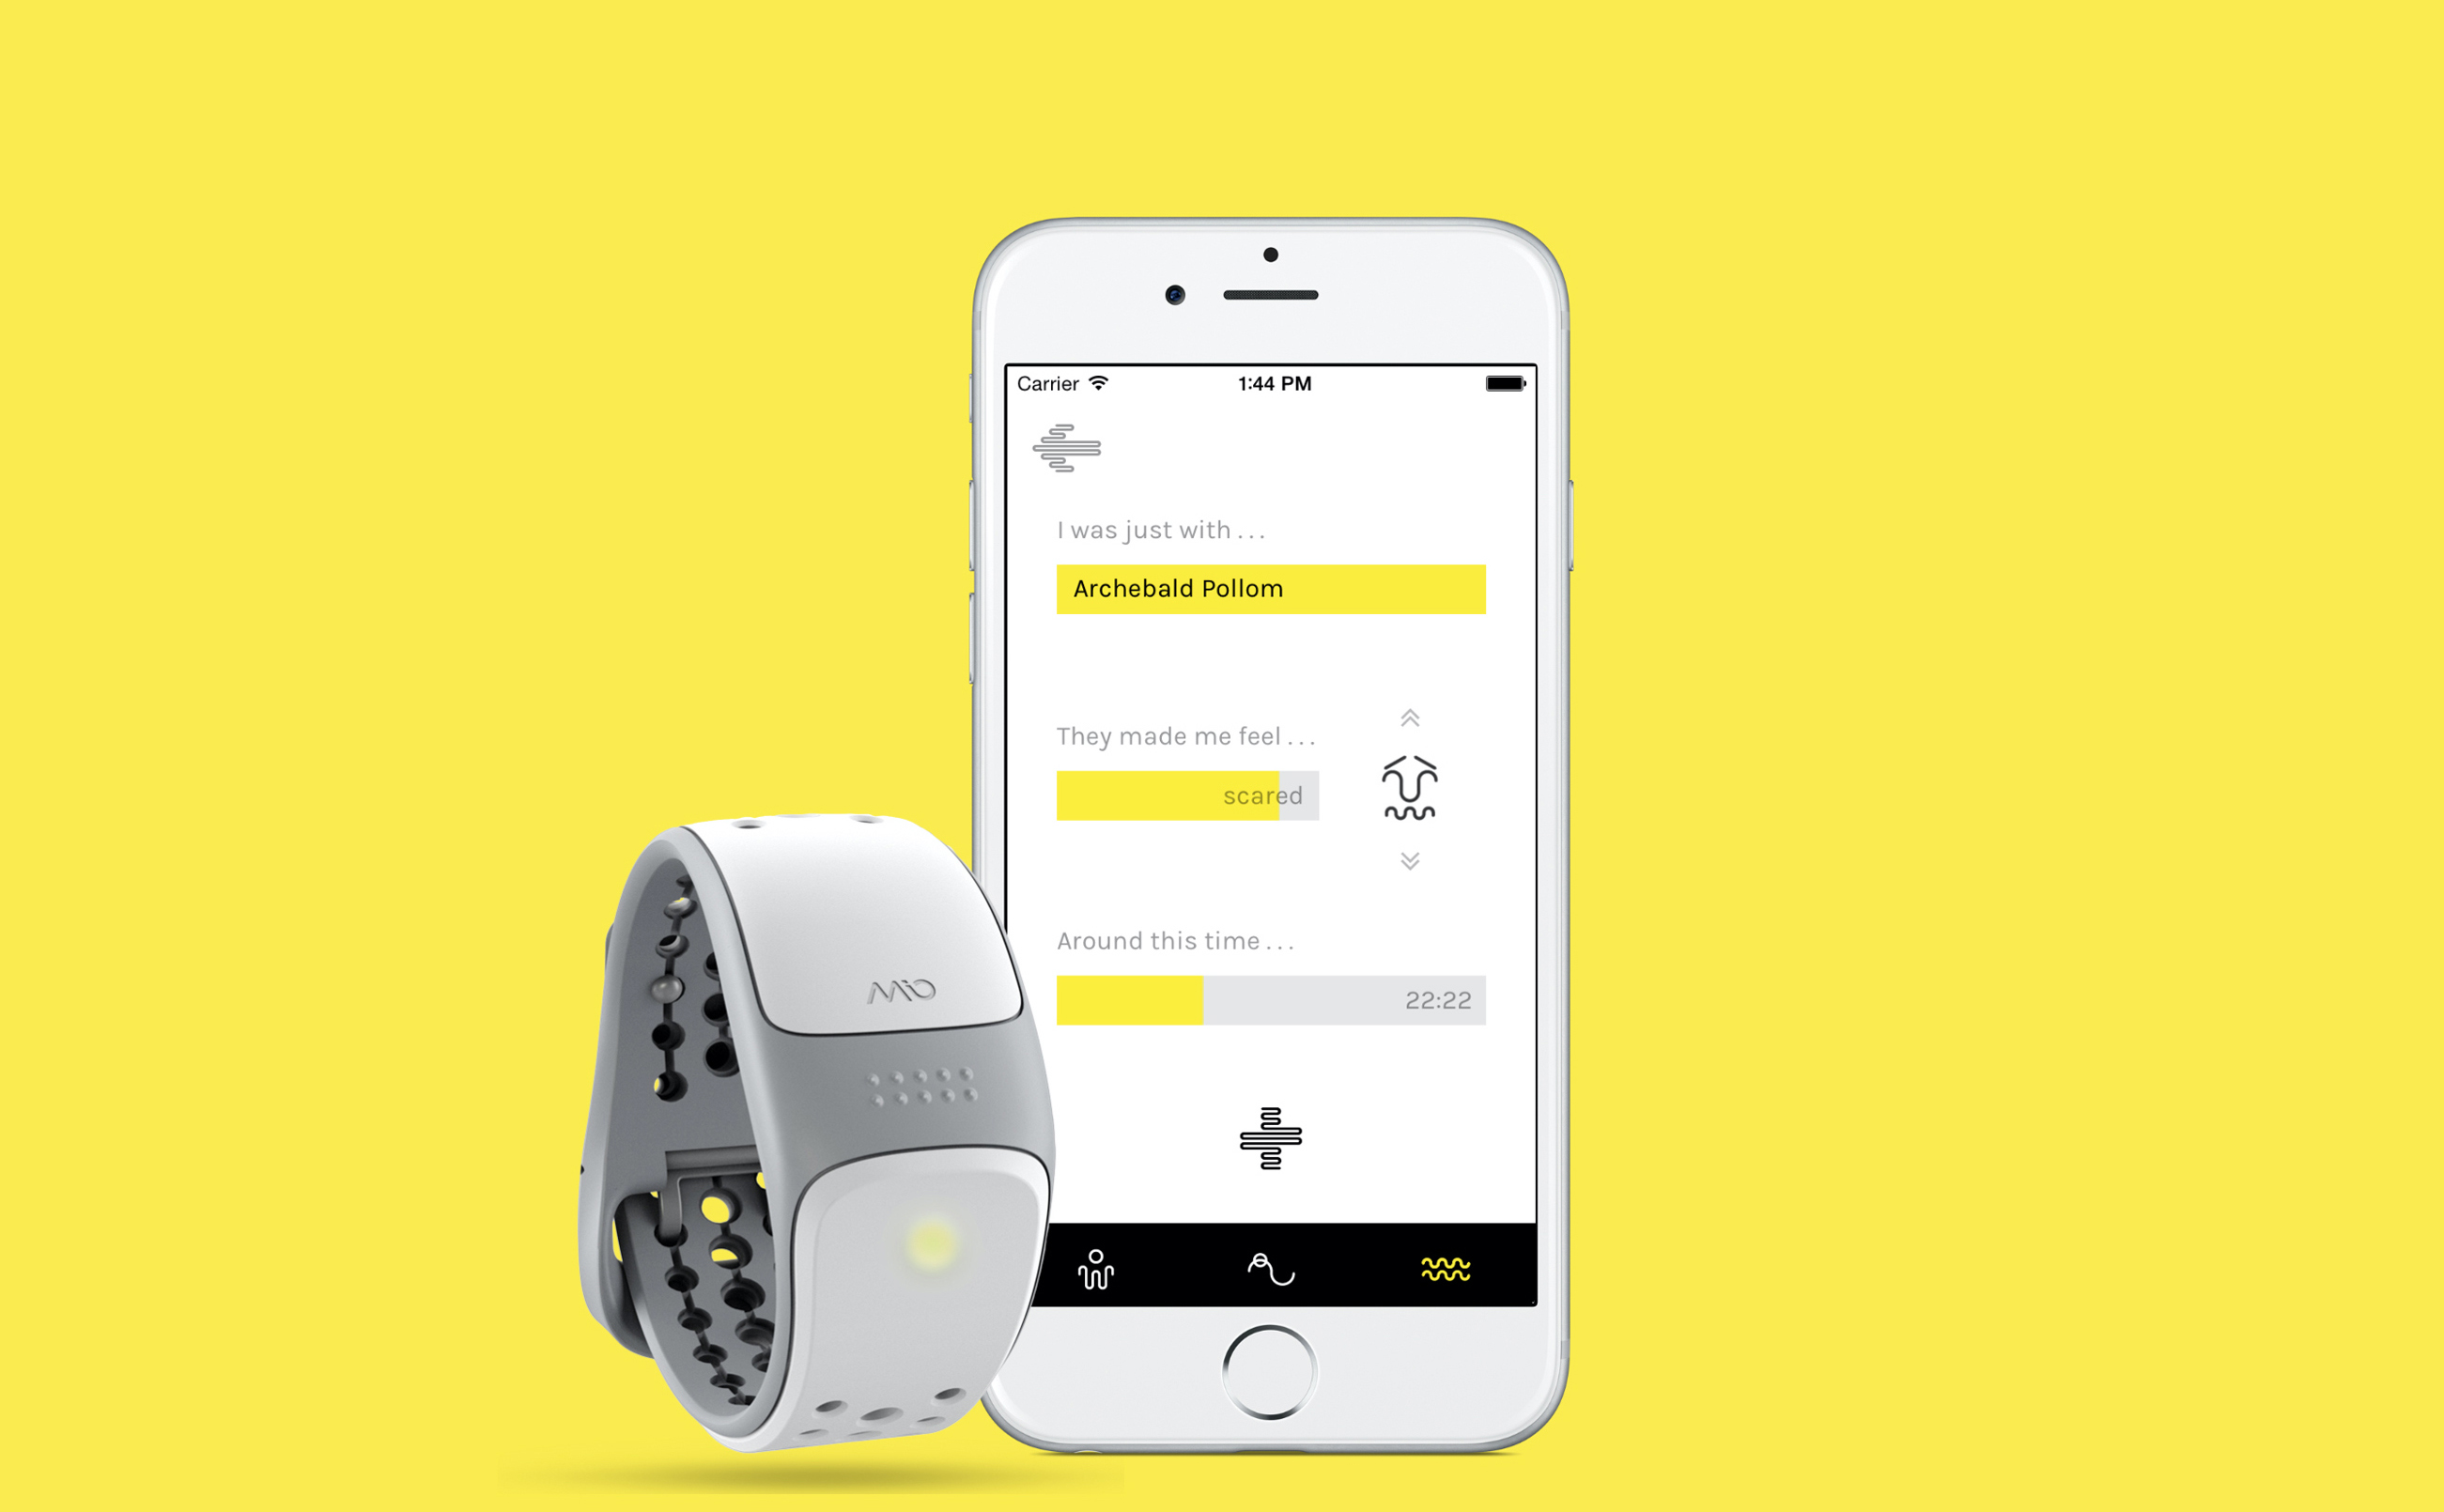 Carrier 1:44 PM
I was just with ...
Archebald Pollom
They made me feel ...
scared
Around this time ...
22:22
MIO